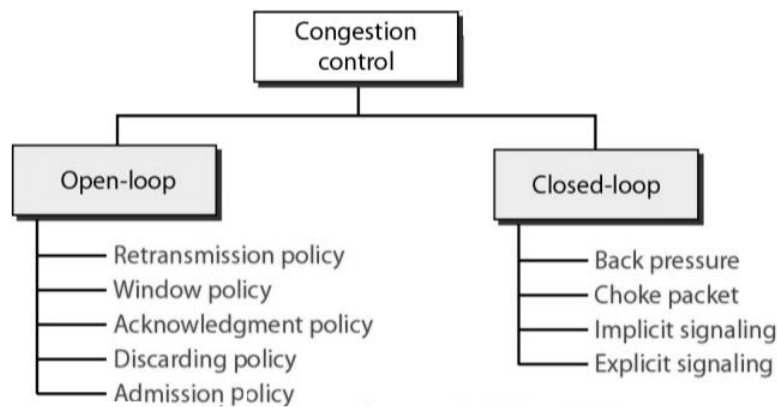 Congestion
control
Open-loop
Retransmission policy
Window policy
Acknowledgment policy
Discarding policy
Admission policy
Closed-loop
Back pressure
Choke packet
Implicit signaling
Explicit signaling